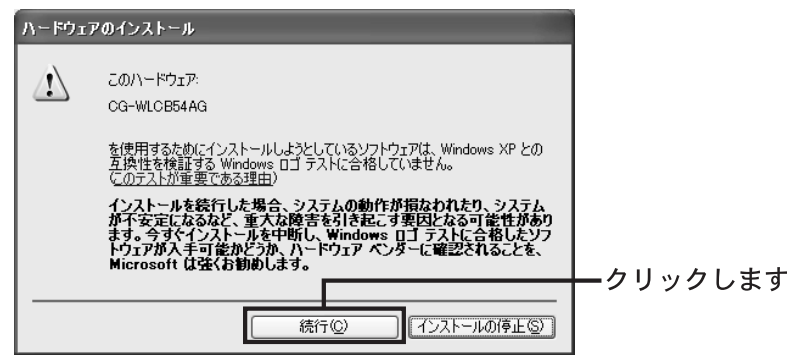 ハードウェアのインストール
このハードウェア:
CG-WLCB54AG
を使用するためにインストールしようとしているソフトウェアは、Windows XP との
互換性を検証する Windows ロゴ テストに合格していません。
(このテストが重要である理由)
インストールを続行した場合、システムの動作が損なわれたり、システム
が不安定になるなど、重大な障害を引き起こす要因となる可能性があり
ます。今すぐインストールを中断し、Windows ロゴ テストに合格したソフ
トウェアが入手可能かどうか、ハードウェア ベンダーに確認されることを、
Microsoft は強くお勧めします。
クリックします
続行(C)
インストールの停止(S)